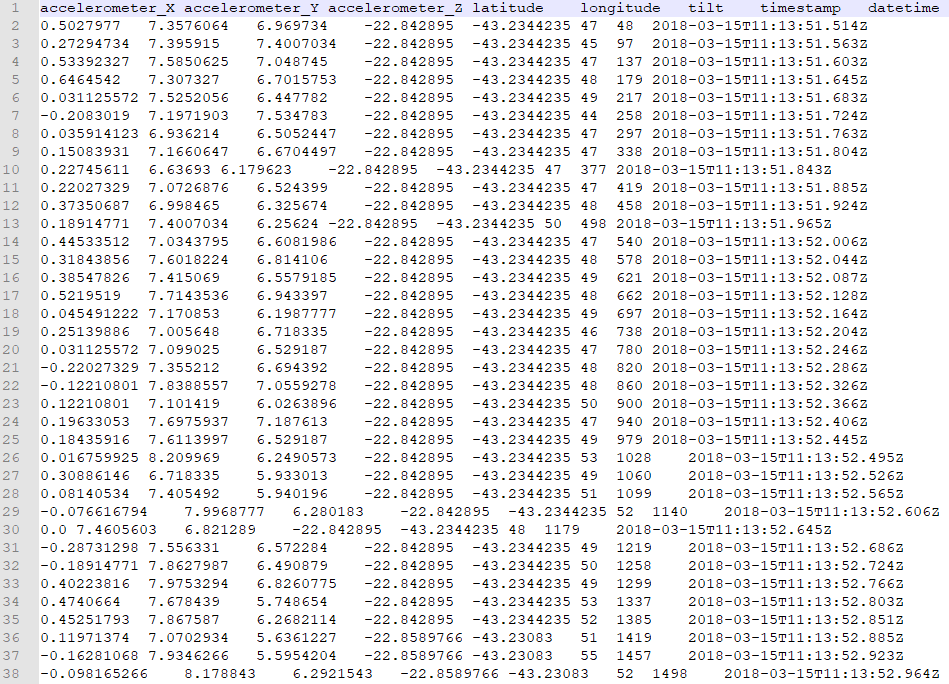 1 accelerometer_X accelerometer_Y accelerometer_Z latitude longitude tilt timestamp datetime
2 0.5027977 7.3576064 6.969734 -22.842895 -43.2344235 47 48 2018-03-15T11:13:51.514Z
3 0.27294734 7.395915 7.4007034 -22.842895 -43.2344235 45 97 2018-03-15T11:13:51.563Z
4 0.53392327 7.5850625 7.048745 -22.842895 -43.2344235 47 137 2018-03-15T11:13:51.603Z
5 0.6464542 7.307327 6.7015753 -22.842895 -43.2344235 48 179 2018-03-15T11:13:51.645Z
6 0.031125572 7.5252056 6.447782 -22.842895 -43.2344235 49 217 2018-03-15T11:13:51.683Z
7 -0.2083019 7.1971903 7.534783 -22.842895 -43.2344235 44 258 2018-03-15T11:13:51.724Z
8 0.035914123 6.936214 6.5052447 -22.842895 -43.2344235 47 297 2018-03-15T11:13:51.763Z
9 0.15083931 7.1660647 6.6704497 -22.842895 -43.2344235 47 338 2018-03-15T11:13:51.804Z
10 0.22745611 6.63693 6.179623 -22.842895 -43.2344235 47 377 2018-03-15T11:13:51.843Z
11 0.22027329 7.0726876 6.524399 -22.842895 -43.2344235 47 419 2018-03-15T11:13:51.885Z
12 0.37350687 6.998465 6.325674 -22.842895 -43.2344235 48 458 2018-03-15T11:13:51.924Z
13 0.18914771 7.4007034 6.25624 -22.842895 -43.2344235 50 498 2018-03-15T11:13:51.965Z
14 0.44533512 7.0343795 6.6081986 -22.842895 -43.2344235 47 540 2018-03-15T11:13:52.006Z
15 0.31843856 7.6018224 6.814106 -22.842895 -43.2344235 48 578 2018-03-15T11:13:52.044Z
16 0.38547826 7.415069 6.5579185 -22.842895 -43.2344235 49 621 2018-03-15T11:13:52.087Z
17 0.5219519 7.7143536 6.943397 -22.842895 -43.2344235 48 662 2018-03-15T11:13:52.128Z
18 0.045491222 7.170853 6.1987777 -22.842895 -43.2344235 49 697 2018-03-15T11:13:52.164Z
19 0.25139886 7.005648 6.718335 -22.842895 -43.2344235 46 738 2018-03-15T11:13:52.204Z
20 0.031125572 7.099025 6.529187 -22.842895 -43.2344235 47 780 2018-03-15T11:13:52.246Z
21 -0.22027329 7.355212 6.694392 -22.842895 -43.2344235 48 820 2018-03-15T11:13:52.286Z
22 -0.12210801 7.8388557 7.0559278 -22.842895 -43.2344235 48 860 2018-03-15T11:13:52.326Z
23 0.12210801 7.101419 6.0263896 -22.842895 -43.2344235 50 900 2018-03-15T11:13:52.366Z
24 0.19633053 7.6975937 7.187613 -22.842895 -43.2344235 47 940 2018-03-15T11:13:52.406Z
25 0.18435916 7.6113997 6.529187 -22.842895 -43.2344235 49 979 2018-03-15T11:13:52.445Z
26 0.016759925 8.209969 6.2490573 -22.842895 -43.2344235 53 1028 2018-03-15T11:13:52.495Z
27 0.30886146 6.718335 5.933013 -22.842895 -43.2344235 49 1060 2018-03-15T11:13:52.526Z
28 0.08140534 7.405492 5.940196 -22.842895 -43.2344235 51 1099 2018-03-15T11:13:52.565Z
29 -0.076616794 7.9968777 6.280183 -22.842895 -43.2344235 52 1140 2018-03-15T11:13:52.606Z
30 0.0 7.4605603 6.821289 -22.842895 -43.2344235 48 1179 2018-03-15T11:13:52.645Z
31 -0.28731298 7.556331 6.572284 -22.842895 -43.2344235 49 1219 2018-03-15T11:13:52.686Z
32 -0.18914771 7.8627987 6.490879 -22.842895 -43.2344235 50 1258 2018-03-15T11:13:52.724Z
33 0.40223816 7.9753294 6.8260775 -22.842895 -43.2344235 49 1299 2018-03-15T11:13:52.766Z
34 0.4740664 7.678439 5.748654 -22.842895 -43.2344235 53 1337 2018-03-15T11:13:52.803Z
35 0.45251793 7.867587 6.2682114 -22.842895 -43.2344235 52 1385 2018-03-15T11:13:52.851Z
36 0.11971374 7.0702934 5.6361227 -22.8589766 -43.23083 51 1419 2018-03-15T11:13:52.885Z
37 -0.16281068 7.9346266 5.5954204 -22.8589766 -43.23083 55 1457 2018-03-15T11:13:52.923Z
38 -0.098165266 8.178843 6.2921543 -22.8589766 -43.23083 52 1498 2018-03-15T11:13:52.964Z